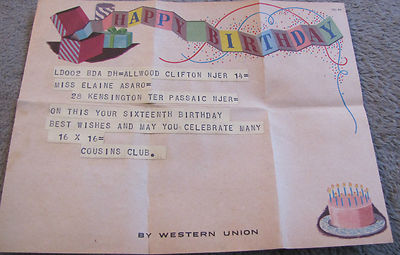 HAPPY BIRTHDAY
LD002 BDA DH=ALLWOOD CLIFTON NJER 14=
MISS ELAINE ASARO=
28 KENSINGTON TER PASSAIC NJER=
ON THIS YOUR SIXTEENTH BIRTHDAY
BEST WISHES AND MAY YOU CELEBRATE MANY
16 X 16=
COUSINS CLUB.
BY WESTERN UNION